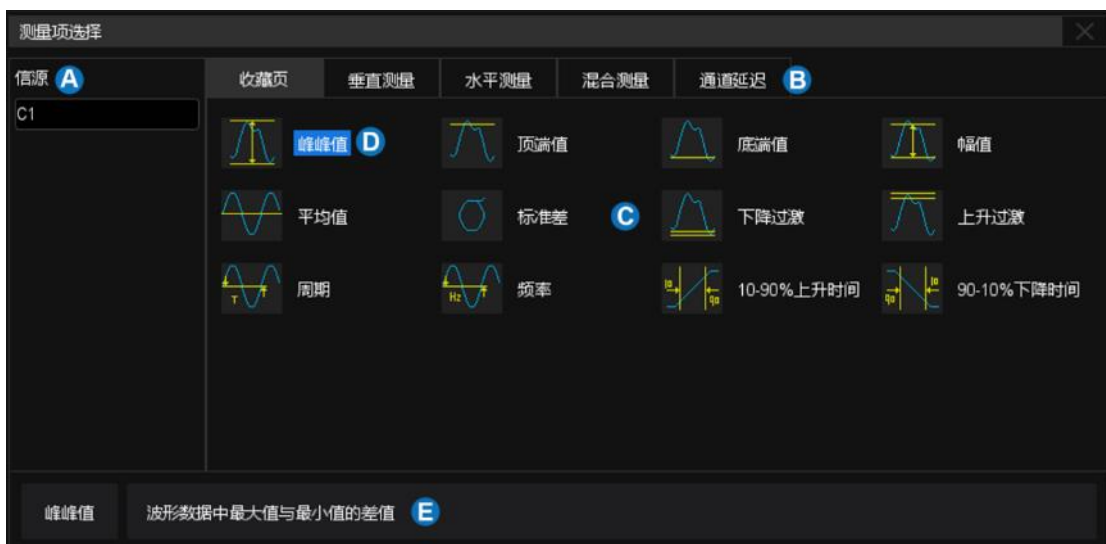 测量项选择
信源 A
C1
收藏页 垂直测量 水平测量 混合测量 通道延迟 B
峰峰值 D 顶端值 底端值 幅值
平均值 标准差 C 下降过激 上升过激
T 周期 Hz 频率 10-90%上升时间 90-10%下降时间
峰峰值 波形数据中最大值与最小值的差值 E